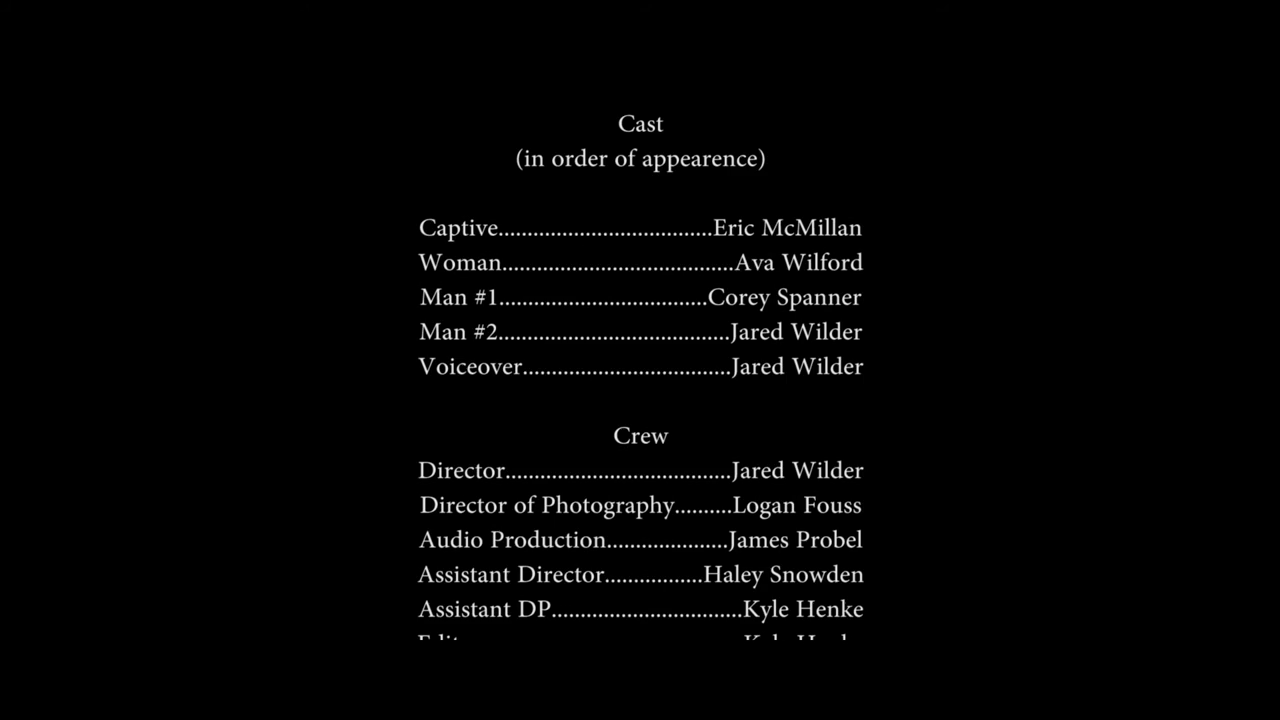 Cast
(in order of appearence)
Captive.....................................Eric McMillan
Woman........................................Ava Wilford
Man #1....................................Corey Spanner
Man #2........................................Jared Wilder
Voiceover....................................Jared Wilder
Crew
Director.......................................Jared Wilder
Director of Photography..........Logan Fouss
Audio Production.....................James Probel
Assistant Director.................Haley Snowden
Assistant DP.................................Kyle Henke